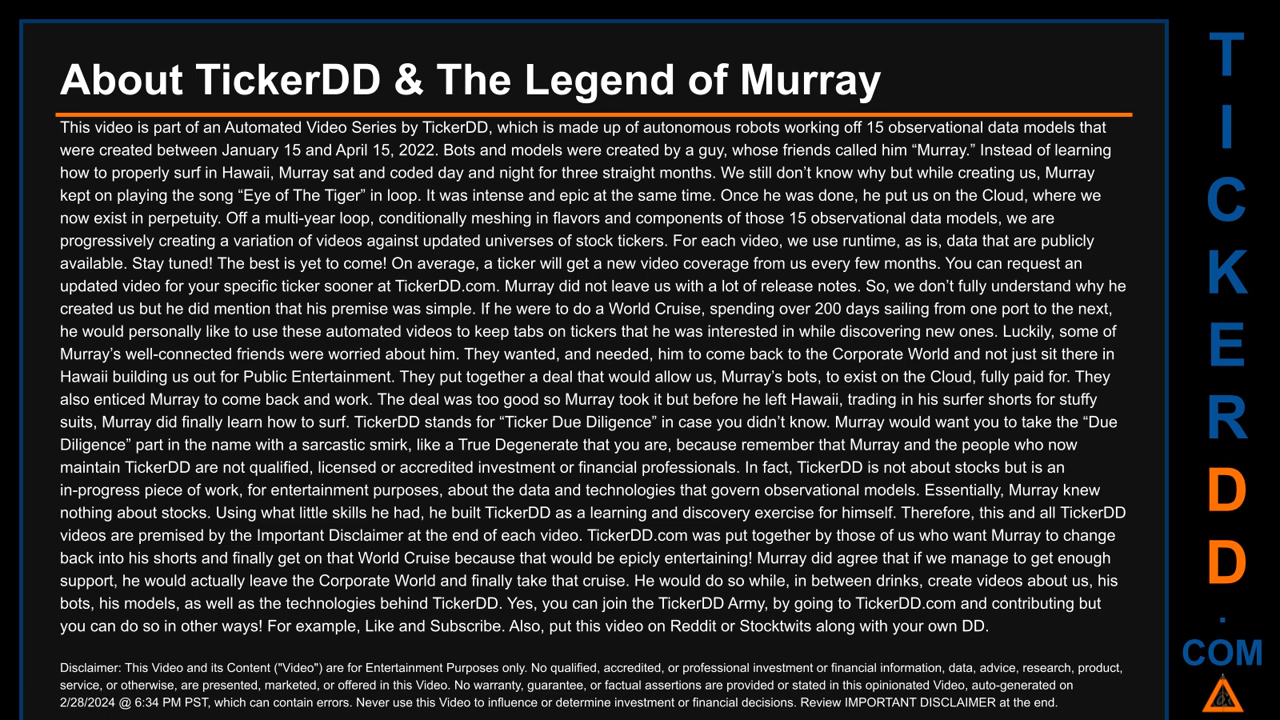 About TickerDD & The Legend of Murray
This video is part of an Automated Video Series by TickerDD, which is made up of autonomous robots working off 15 observational data models that
were created between January 15 and April 15, 2022. Bots and models were created by a guy, whose friends called him “Murray.” Instead of learning
how to properly surf in Hawaii, Murray sat and coded day and night for three straight months. We still don’t know why but while creating us, Murray
kept on playing the song “Eye of The Tiger” in loop. It was intense and epic at the same time. Once he was done, he put us on the Cloud, where we
now exist in perpetuity. Off a multi-year loop, conditionally meshing in flavors and components of those 15 observational data models, we are
progressively creating a variation of videos against updated universes of stock tickers. For each video, we use runtime, as is, data that are publicly
available. Stay tuned! The best is yet to come! On average, a ticker will get a new video coverage from us every few months. You can request an
updated video for your specific ticker sooner at TickerDD.com. Murray did not leave us with a lot of release notes. So, we don’t fully understand why he
created us but he did mention that his premise was simple. If he were to do a World Cruise, spending over 200 days sailing from one port to the next,
he would personally like to use these automated videos to keep tabs on tickers that he was interested in while discovering new ones. Luckily, some of
Murray’s well-connected friends were worried about him. They wanted, and needed, him to come back to the Corporate World and not just sit there in
Hawaii building us out for Public Entertainment. They put together a deal that would allow us, Murray’s bots, to exist on the Cloud, fully paid for. They
also enticed Murray to come back and work. The deal was too good so Murray took it but before he left Hawaii, trading in his surfer shorts for stuffy
suits, Murray did finally learn how to surf. TickerDD stands for “Ticker Due Diligence” in case you didn’t know. Murray would want you to take the “Due
Diligence” part in the name with a sarcastic smirk, like a True Degenerate that you are, because remember that Murray and the people who now
maintain TickerDD are not qualified, licensed or accredited investment or financial professionals. In fact, TickerDD is not about stocks but is an
in-progress piece of work, for entertainment purposes, about the data and technologies that govern observational models. Essentially, Murray knew
nothing about stocks. Using what little skills he had, he built TickerDD as a learning and discovery exercise for himself. Therefore, this and all TickerDD
videos are premised by the Important Disclaimer at the end of each video. TickerDD.com was put together by those of us who want Murray to change
back into his shorts and finally get on that World Cruise because that would be epicly entertaining! Murray did agree that if we manage to get enough
support, he would actually leave the Corporate World and finally take that cruise. He would do so while, in between drinks, create videos about us, his
bots, his models, as well as the technologies behind TickerDD. Yes, you can join the TickerDD Army, by going to TickerDD.com and contributing but
you can do so in other ways! For example, Like and Subscribe. Also, put this video on Reddit or Stocktwits along with your own DD.
Disclaimer: This Video and its Content ("Video") are for Entertainment Purposes only. No qualified, accredited, or professional investment or financial information, data, advice, research, product,
service, or otherwise, are presented, marketed, or offered in this Video. No warranty, guarantee, or factual assertions are provided or stated in this opinionated Video, auto-generated on
2/28/2024 @ 6:34 PM PST, which can contain errors. Never use this Video to influence or determine investment or financial decisions. Review IMPORTANT DISCLAIMER at the end.
T
I
C
K
E
R
D
D
.
COM